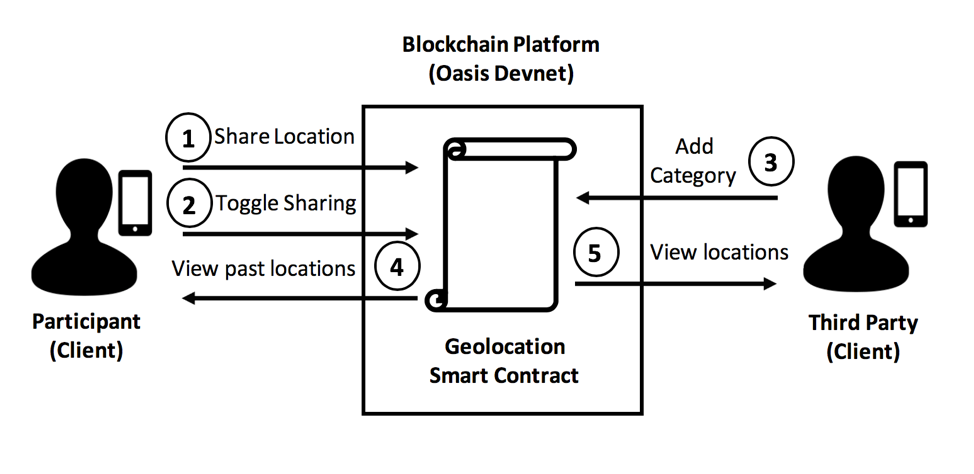 Blockchain Platform
(Oasis Devnet)
1 Share Location
2 Toggle Sharing
View past locations 4
Participant
(Client)
Geolocation
Smart Contract
Add
Category 3
5 View locations
Third Party
(Client)